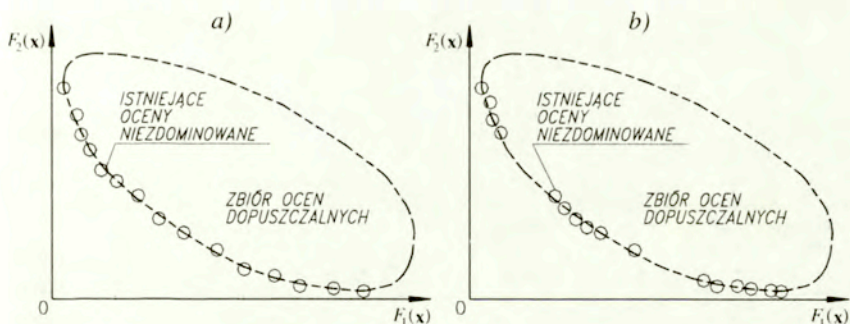 a)
F₂(x)
ISTNIEJĄCE
OCENY
NIEZDOMINOWANE
ZBIÓR OCEN
DOPUSZCZALNYCH
0
F₁(x)
b)
F₂(x)
ISTNIEJĄCE
OCENY
NIEZDOMINOWANE
ZBIÓR OCEN
DOPUSZCZALNYCH
0
F₁(x)